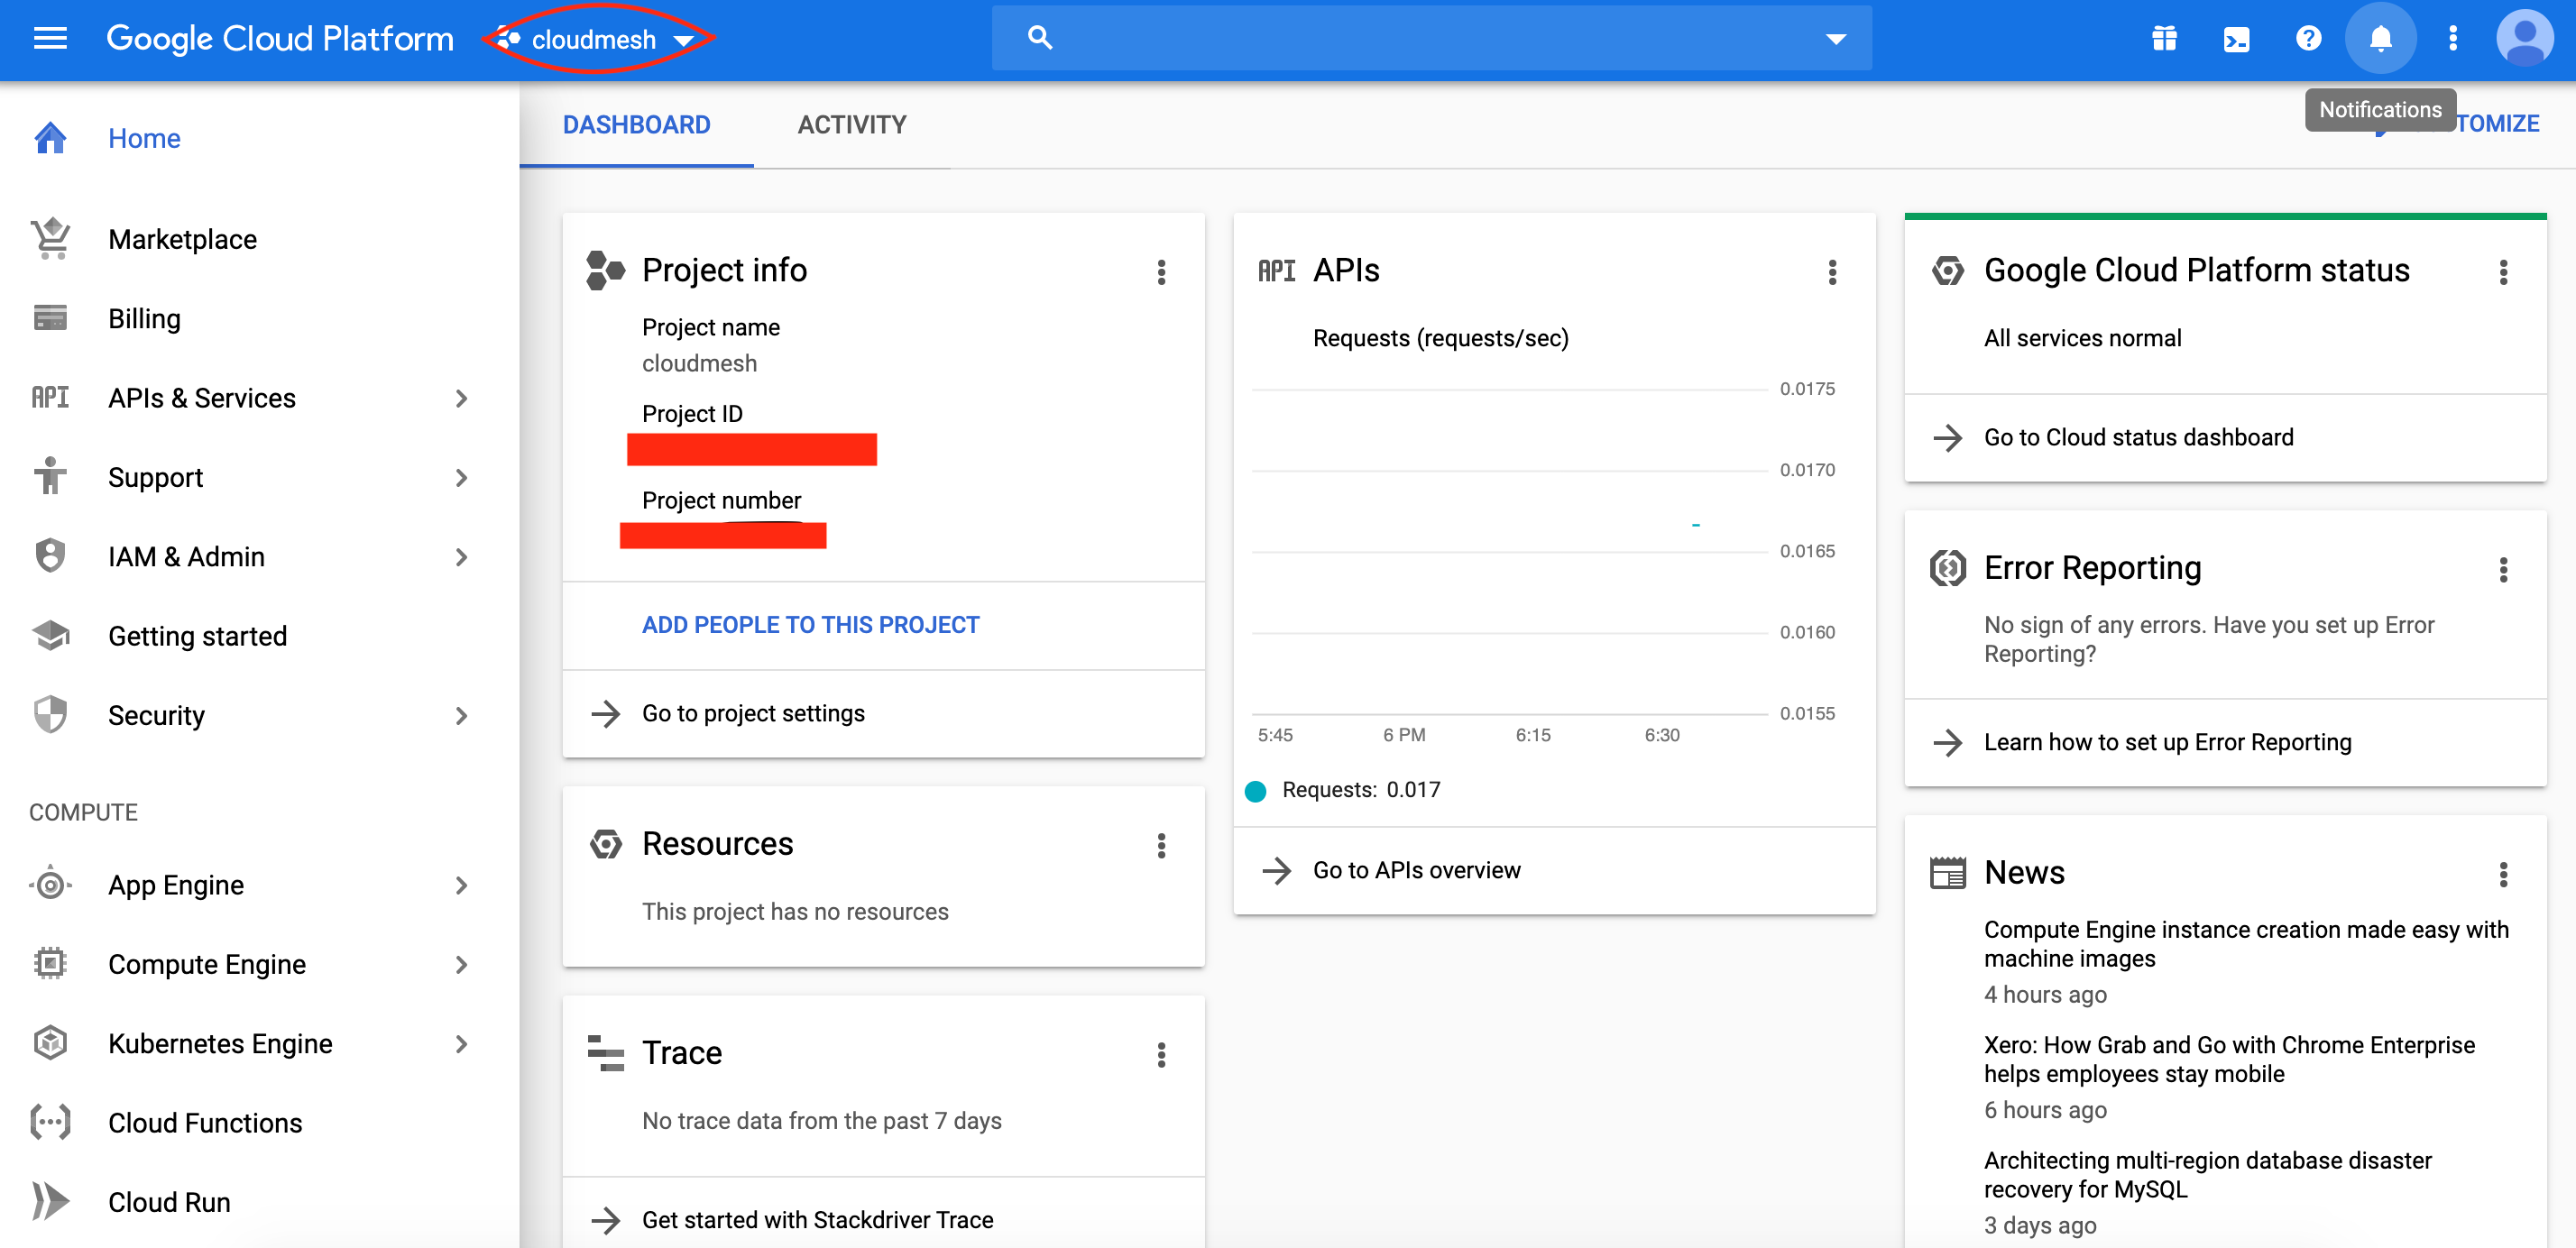 Google Cloud Platform
cloudmesh
Notifications
TOMIZE
Home
Marketplace
Billing
API
APIs & Services
Support
IAM & Admin
Getting started
Security
COMPUTE
App Engine
Compute Engine
Kubernetes Engine
Cloud Functions
Cloud Run
DASHBOARD
ACTIVITY
Project info
Project name
cloudmesh
Project ID
Project number
ADD PEOPLE TO THIS PROJECT
Go to project settings
Resources
This project has no resources
Trace
No trace data from the past 7 days
Get started with Stackdriver Trace
API
APIs
Requests (requests/sec)
0.0175
0.0170
0.0165
0.0160
0.0155
5:45 6 PM 6:15 6:30
Requests: 0.017
Go to APIs overview
Google Cloud Platform status
All services normal
Go to Cloud status dashboard
Error Reporting
No sign of any errors. Have you set up Error
Reporting?
Learn how to set up Error Reporting
News
Compute Engine instance creation made easy with
machine images
4 hours ago
Xero: How Grab and Go with Chrome Enterprise
helps employees stay mobile
6 hours ago
Architecting multi-region database disaster
recovery for MySQL
3 days ago